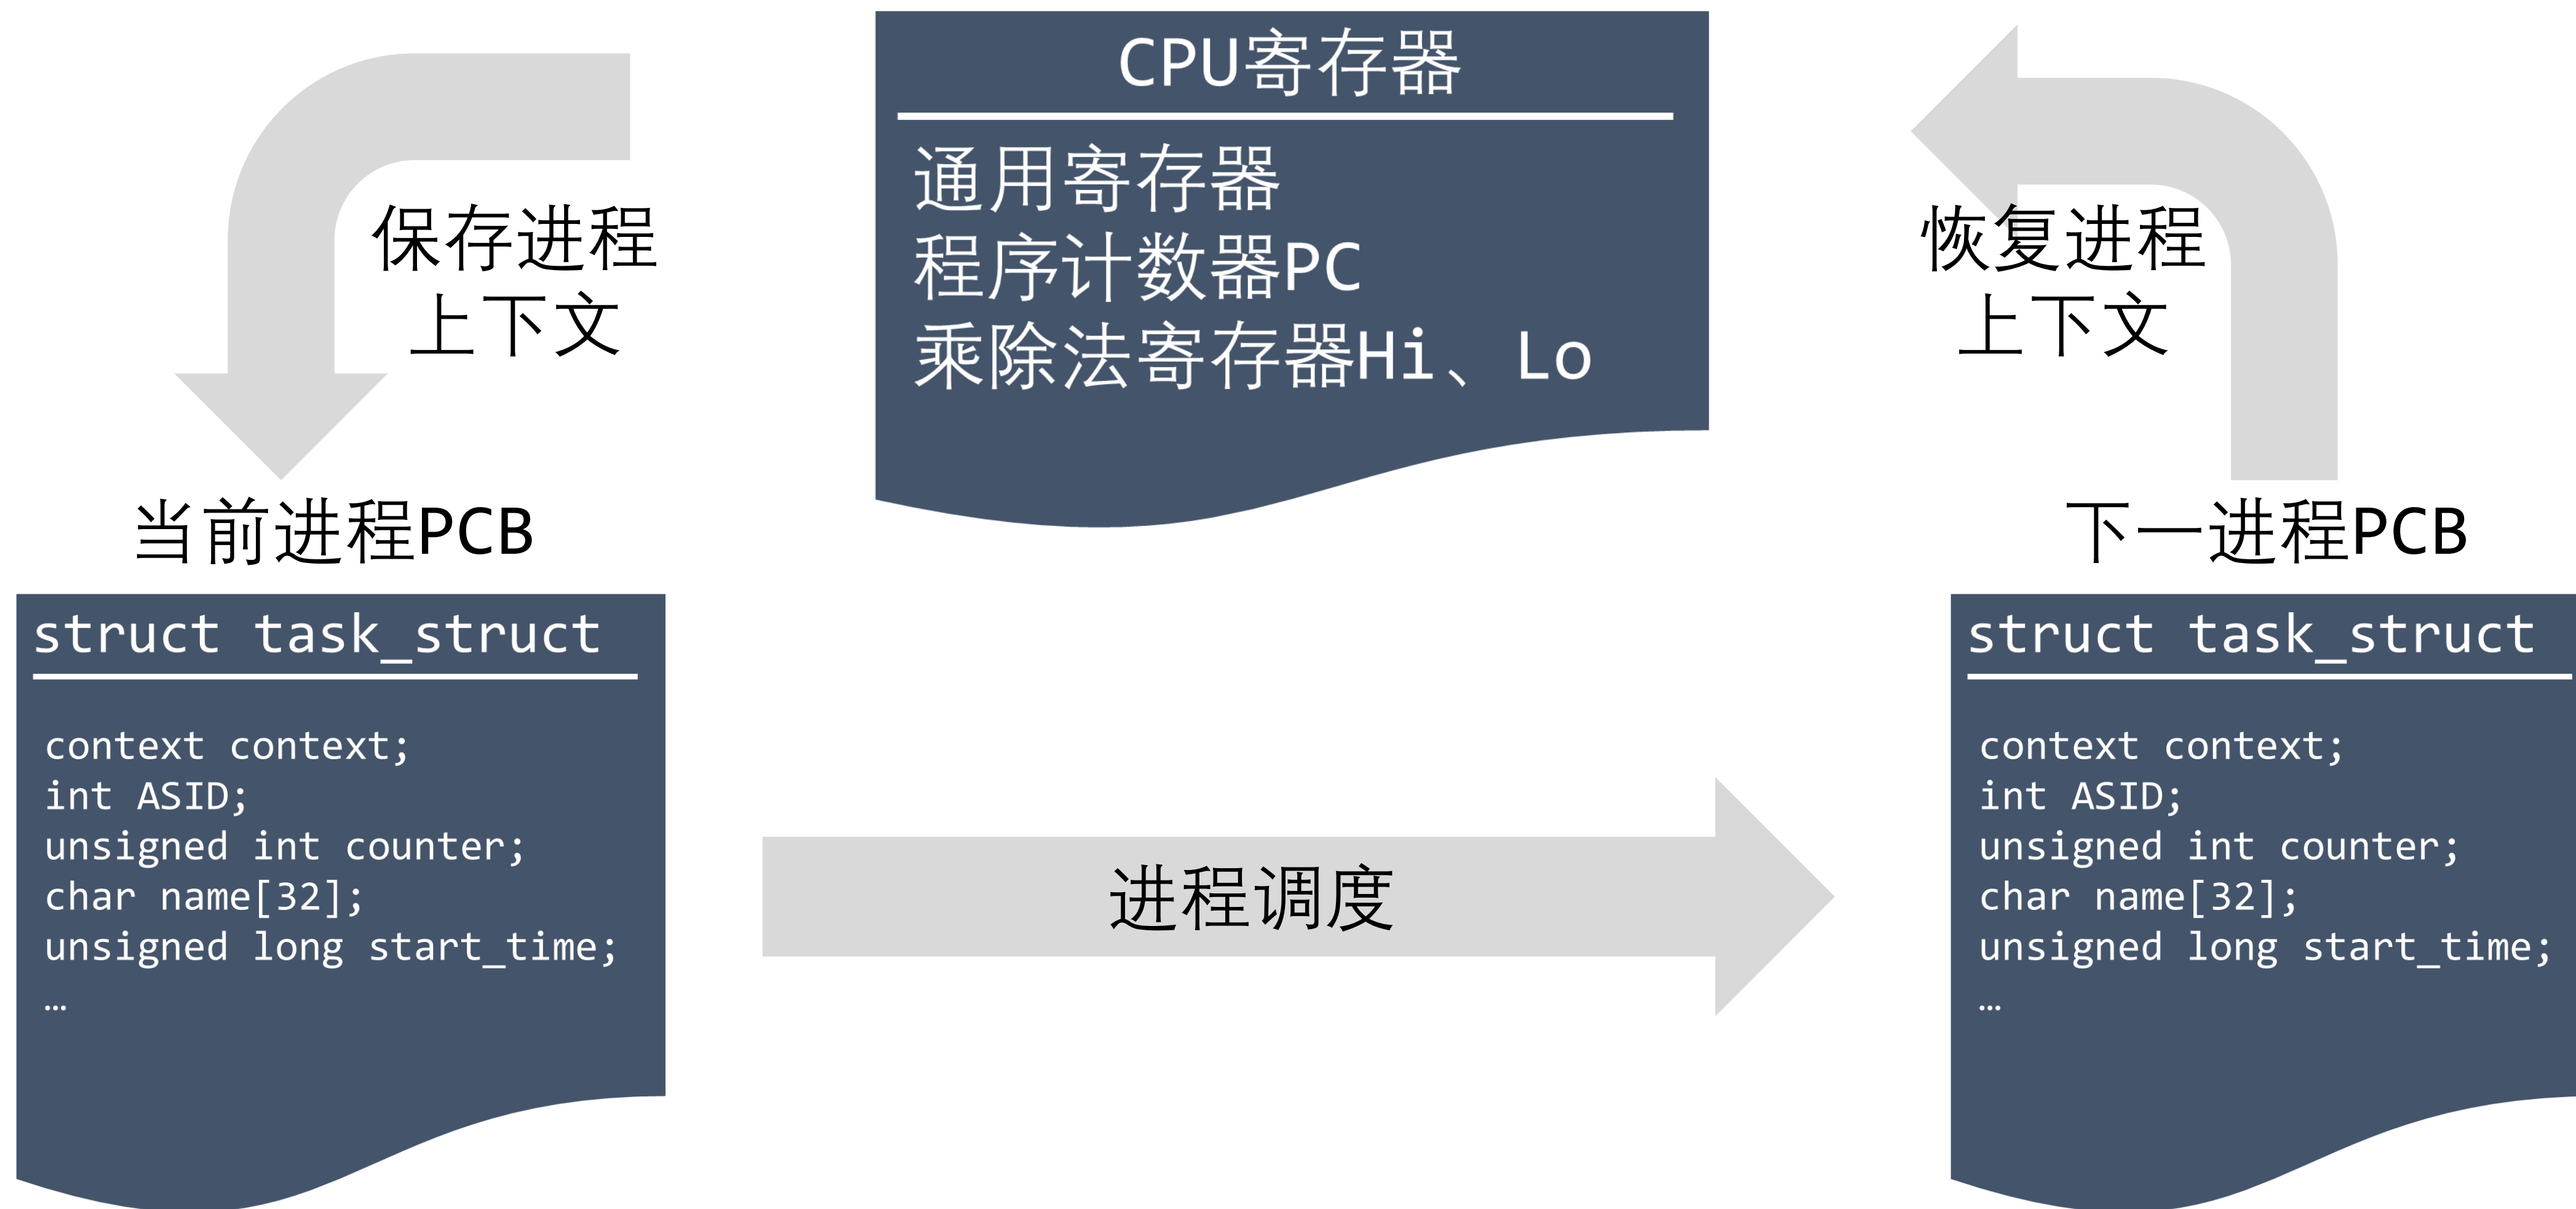 CPU寄存器
通用寄存器
程序计数器PC
乘除法寄存器Hi、Lo
保存进程
上下文
恢复进程
上下文
当前进程PCB
struct task_struct
context context;
int ASID;
unsigned int counter;
char name[32];
unsigned long start_time;
…
进程调度
下一进程PCB
struct task_struct
context context;
int ASID;
unsigned int counter;
char name[32];
unsigned long start_time;
…